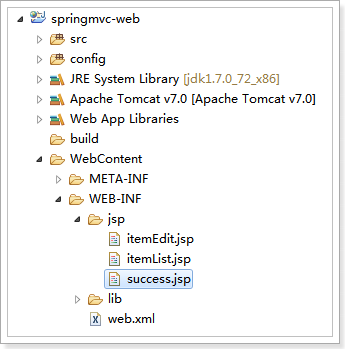 springmvc-web
src
config
JRE System Library [jdk1.7.0_72_x86]
Apache Tomcat v7.0 [Apache Tomcat v7.0]
Web App Libraries
build
WebContent
META-INF
WEB-INF
jsp
itemEdit.jsp
itemList.jsp
success.jsp
lib
web.xml